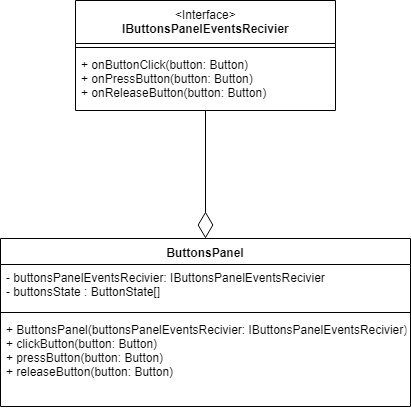 <Interface>
IButtonsPanelEventsRecivier
+ onButtonClick(button: Button)
+ onPressButton(button: Button)
+ onReleaseButton(button: Button)
ButtonsPanel
- buttonsPanelEventsRecivier: IButtonsPanelEventsRecivier
- buttonsState : ButtonState[]
+ ButtonsPanel(buttonsPanelEventsRecivier: IButtonsPanelEventsRecivier)
+ clickButton(button: Button)
+ pressButton(button: Button)
+ releaseButton(button: Button)